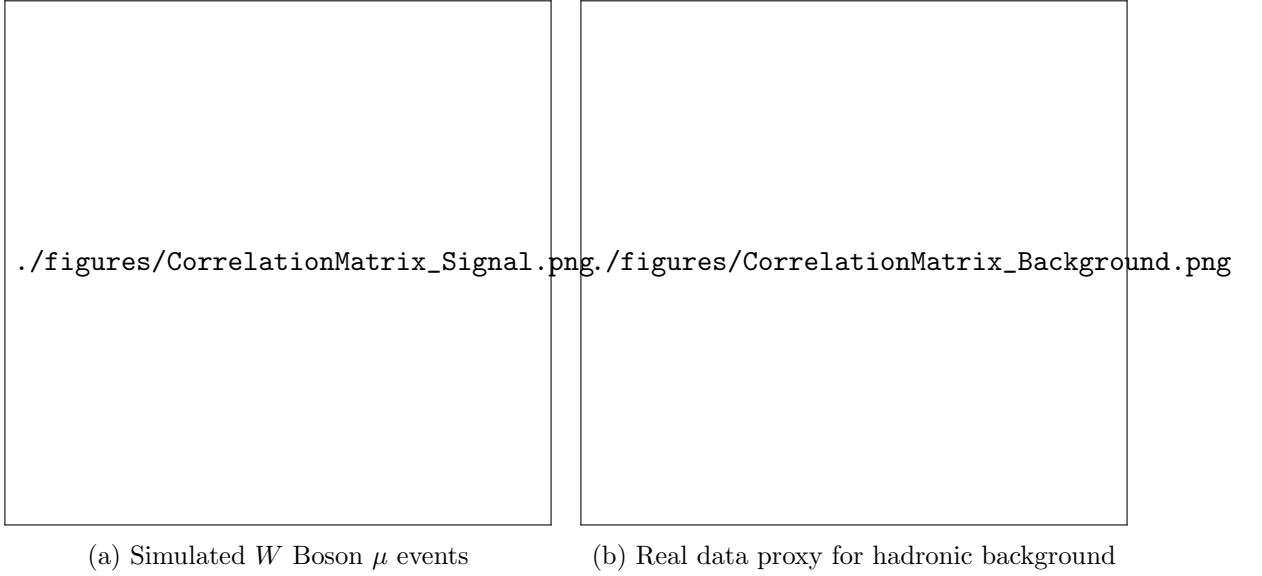 ./figures/CorrelationMatrix_Signal.png./figures/CorrelationMatrix_Background.png
(a) Simulated W Boson μ events
(b) Real data proxy for hadronic background